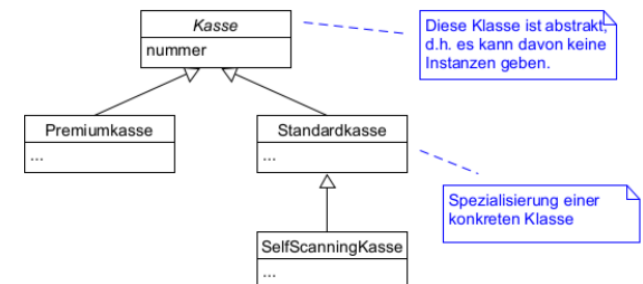 Kasse
nummer
Diese Klasse ist abstrakt,
d.h. es kann davon keine
Instanzen geben.
Premiumkasse
...
Standardkasse
...
Spezialisierung einer
konkreten Klasse
SelfScanningKasse
...